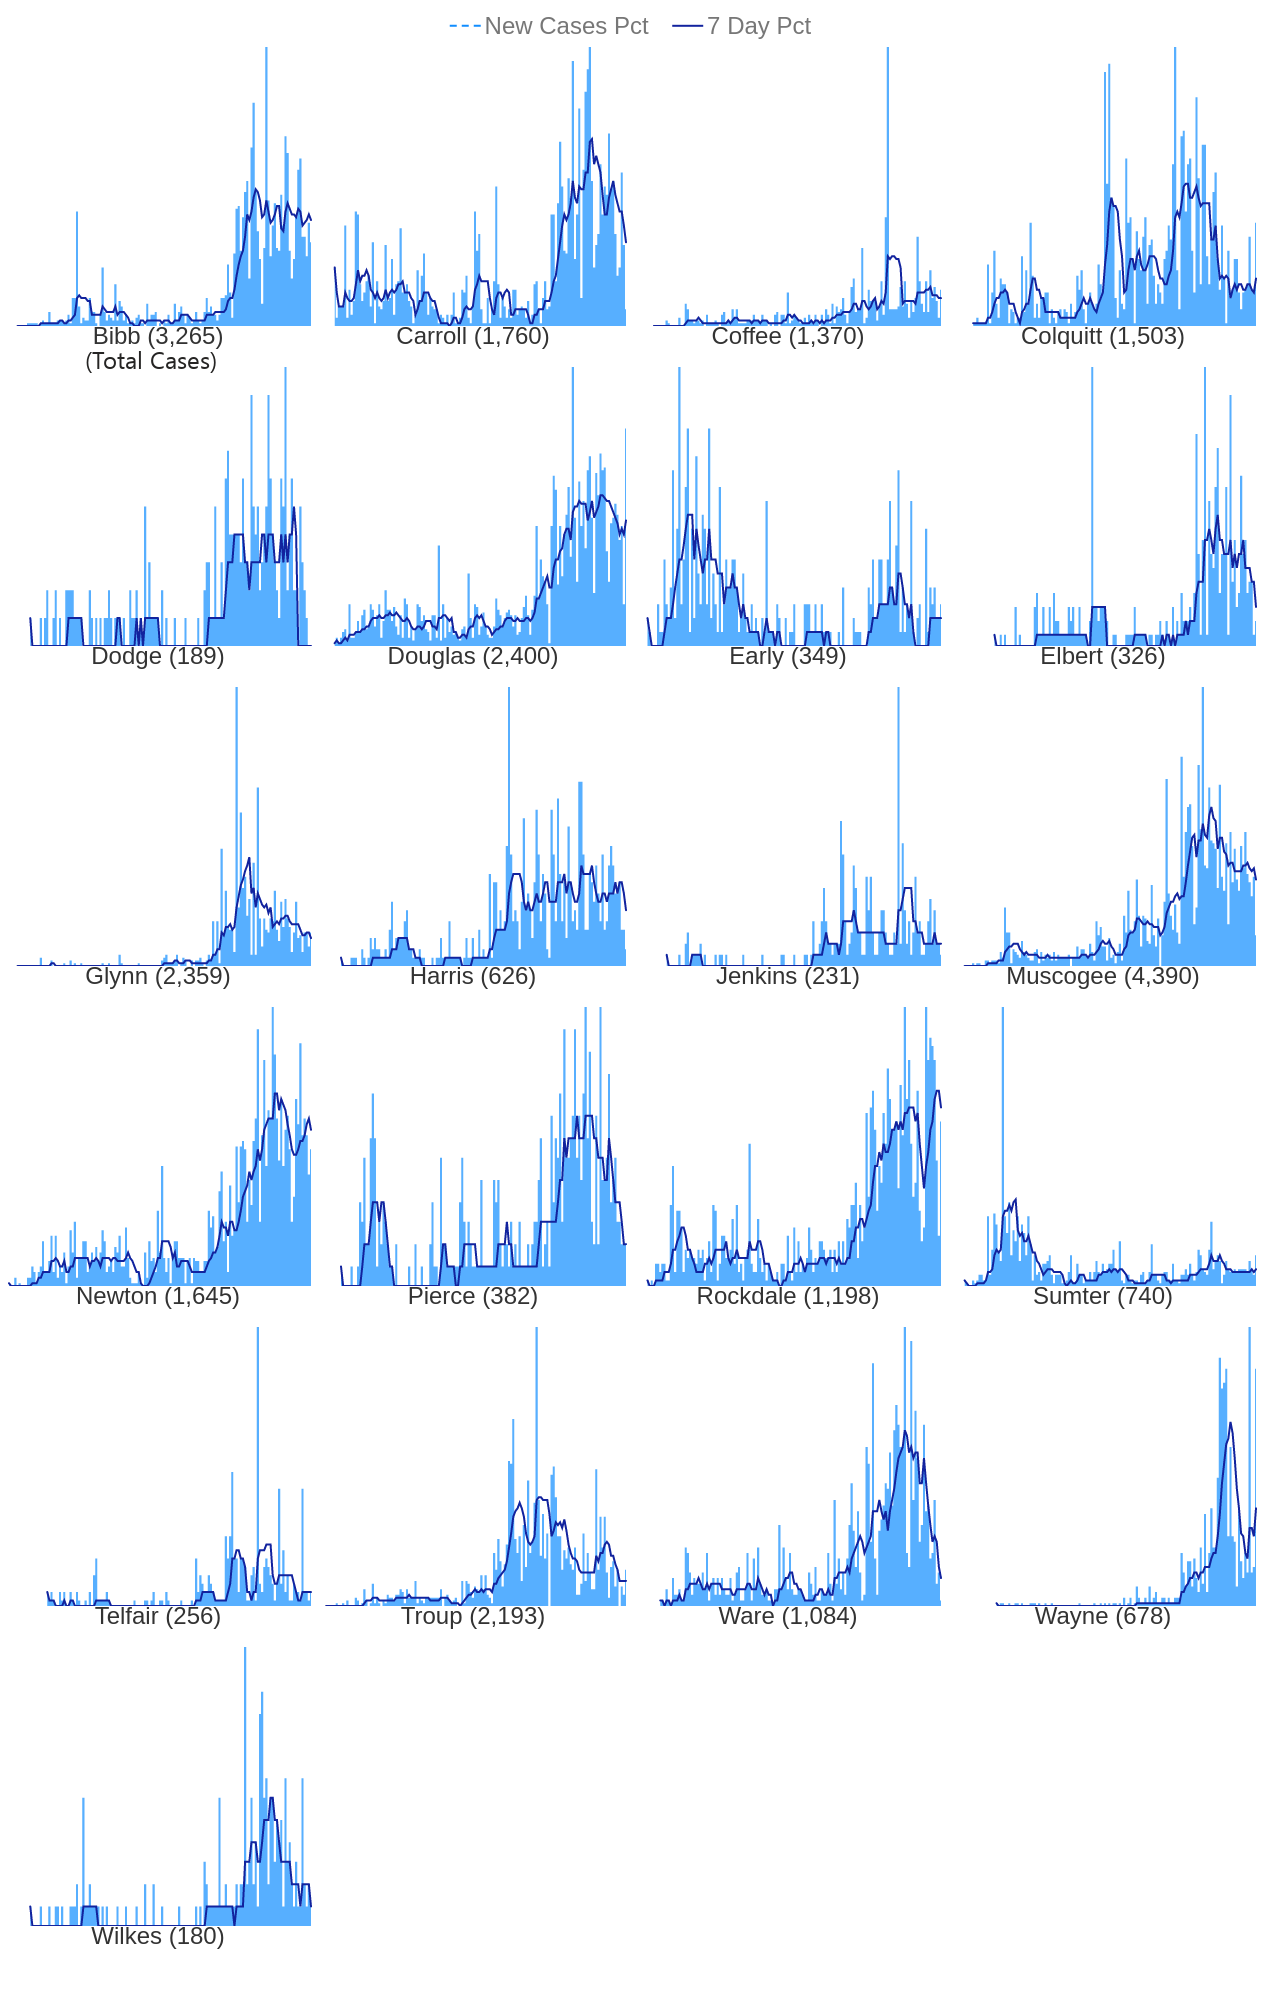 New Cases Pct 7 Day Pct
Bibb (3,265) Carroll (1,760) Coffee (1,370) Colquitt (1,503)
(Total Cases)
Dodge (189) Douglas (2,400) Early (349) Elbert (326)
Glynn (2,359) Harris (626) Jenkins (231) Muscogee (4,390)
Newton (1,645) Pierce (382) Rockdale (1,198) Sumter (740)
Telfair (256) Troup (2,193) Ware (1,084) Wayne (678)
Wilkes (180)